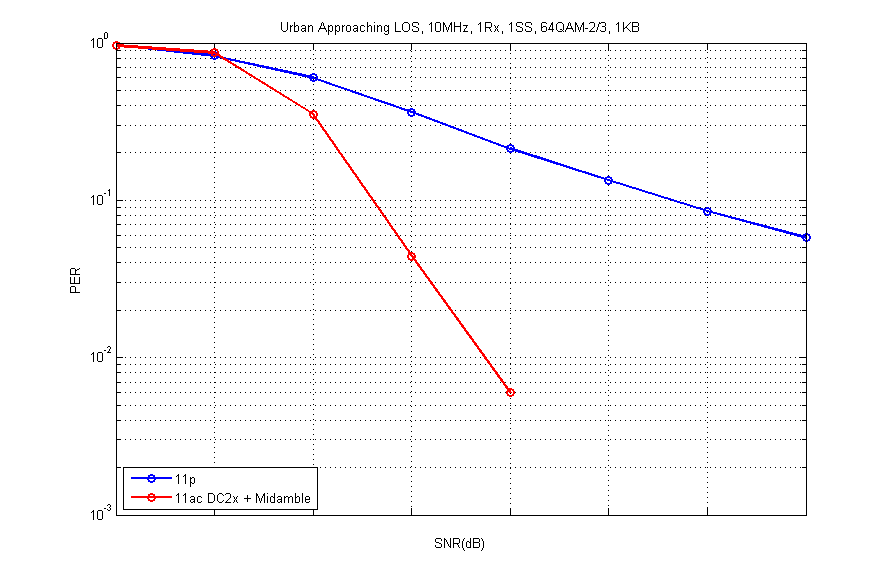 Urban Approaching LOS, 10MHz, 1Rx, 1SS, 64QAM-2/3, 1KB
10^0
10^-1
10^-2
10^-3
PER
11p
11ac DC2x + Midamble
SNR(dB)